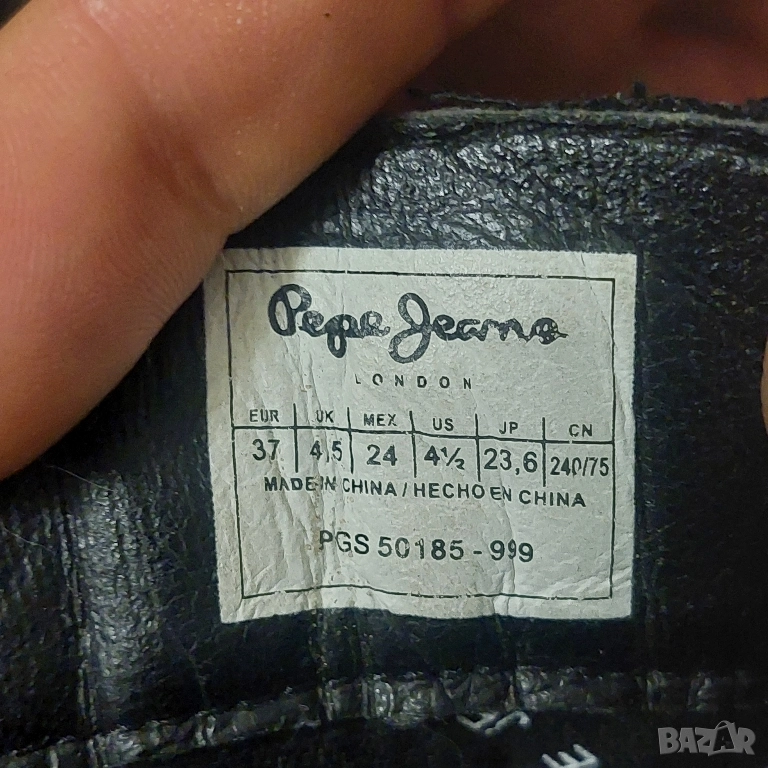 Pepe Jeans
LONDON
EUR UK MEX US JP CN
37 4,5 24 4½ 23,6 240/75
MADE IN CHINA / HECHO EN CHINA
PGS 50185 - 999
S
E
BAZAR